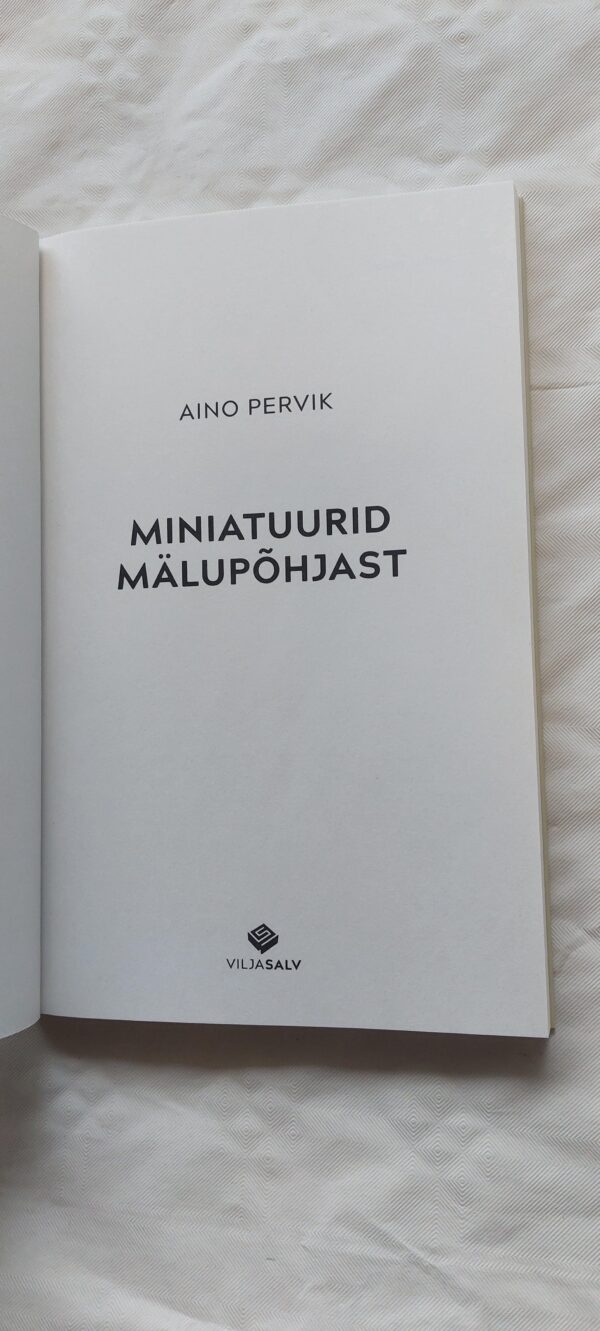 AINO PERVIK
MINIATUURID
MÄLUPÕHJAST
VILJASALV